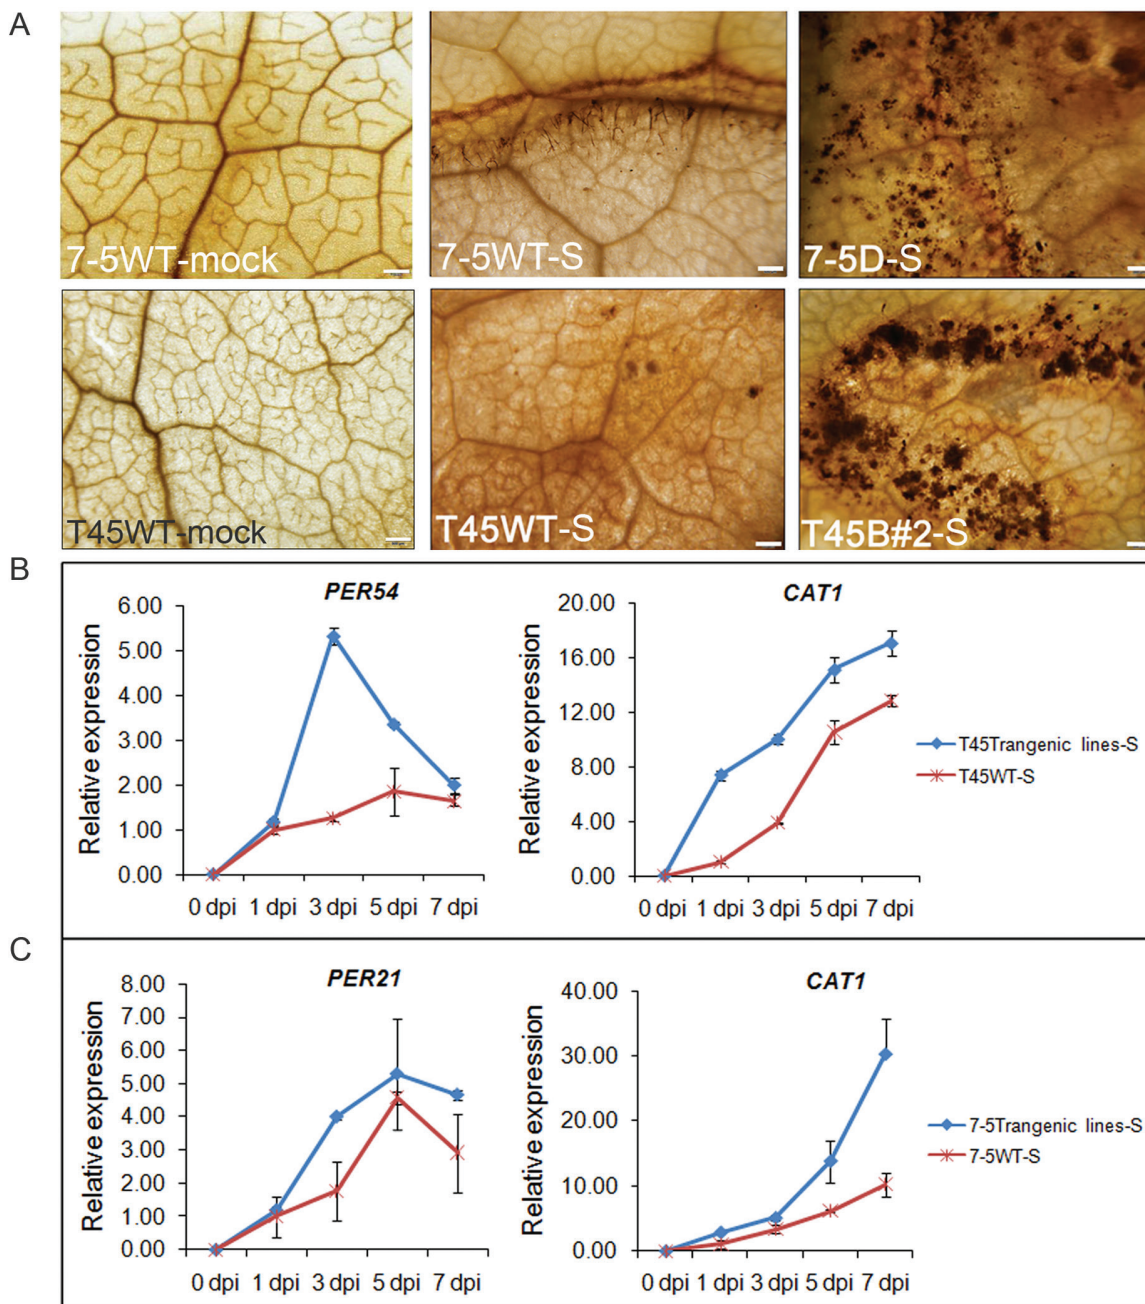 A
7-5WT-mock
7-5WT-S
7-5D-S
T45WT-mock
T45WT-S
T45B#2-S
B
PER54
Relative expression
6.00
5.00
4.00
3.00
2.00
1.00
0.00
0 dpi 1 dpi 3 dpi 5 dpi 7 dpi
CAT1
Relative expression
20.00
16.00
12.00
8.00
4.00
0.00
0 dpi 1 dpi 3 dpi 5 dpi 7 dpi
T45Trangenic lines-S
T45WT-S
C
PER21
Relative expression
8.00
7.00
6.00
5.00
4.00
3.00
2.00
1.00
0.00
0 dpi 1 dpi 3 dpi 5 dpi 7 dpi
CAT1
Relative expression
40.00
30.00
20.00
10.00
0.00
0 dpi 1 dpi 3 dpi 5 dpi 7 dpi
7-5Trangenic lines-S
7-5WT-S